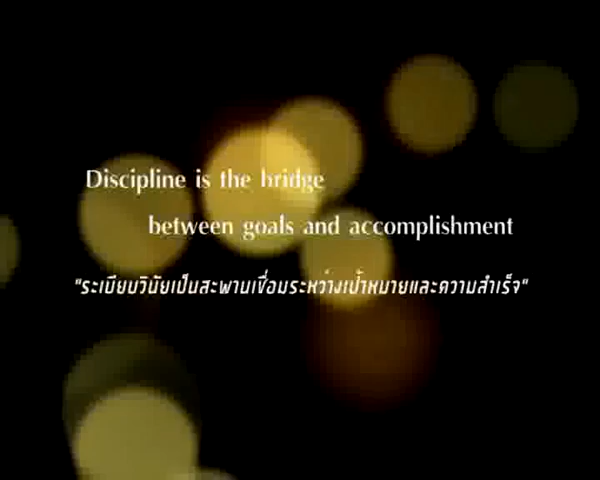 Discipline is the bridge
between goals and accomplishment
"ระเบียบวินัยเป็นสะพานเชื่อมระหว่างเป้าหมายและความสำเร็จ"